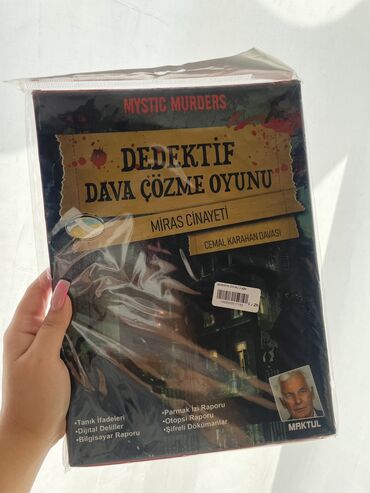 MYSTIC MURDERS
DEDEKTİF
DAVA ÇÖZME OYUNU
MİRAS CİNAYETİ
CEMAL KARAHAN DAVASI
•Tanık İfadeleri
•Dijital Deliller
•Bilgisayar Raporu
•Parmak İzi Raporu
•Otopsi Raporu
•Şifreli Dökümanlar
MAKTUL